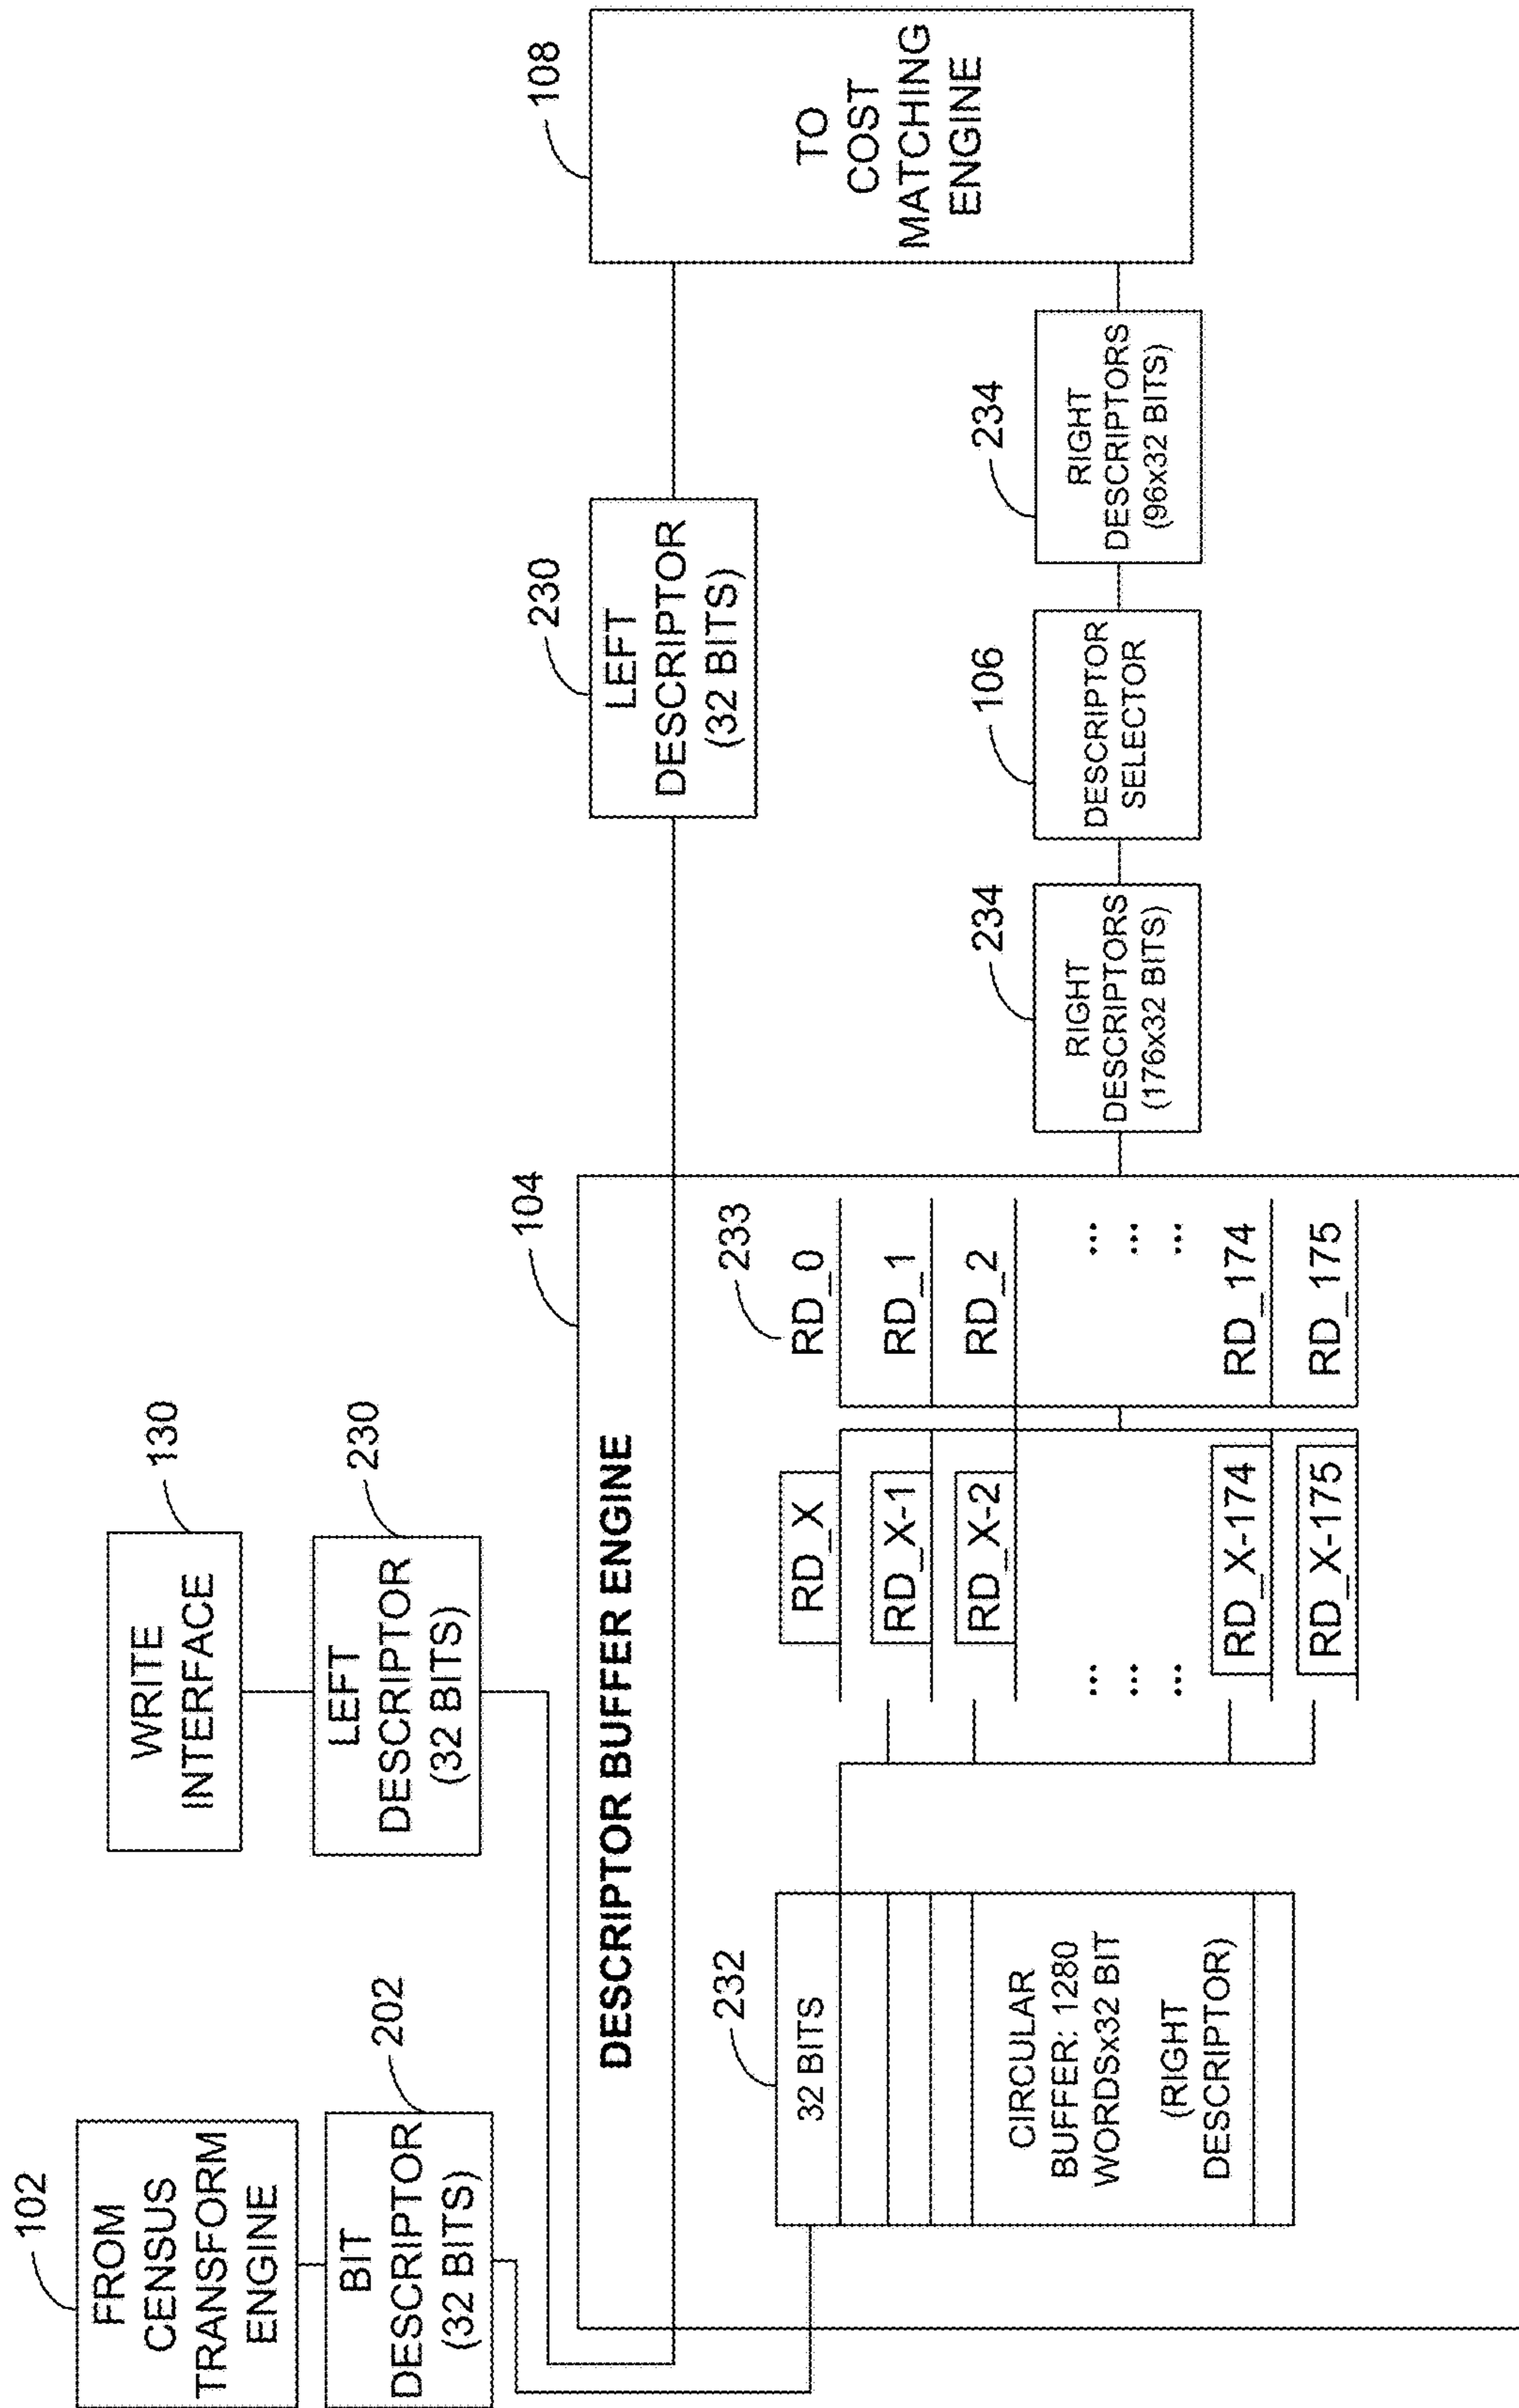 102
FROM
CENSUS
TRANSFORM
ENGINE
202
BIT
DESCRIPTOR
(32 BITS)
130
WRITE
INTERFACE
230
LEFT
DESCRIPTOR
(32 BITS)
104
DESCRIPTOR BUFFER ENGINE
232
32 BITS
CIRCULAR
BUFFER: 1280
WORDSx32 BIT
(RIGHT
DESCRIPTOR)
RD_X
RD_X-1
RD_X-2
...
...
...
RD_X-174
RD_X-175
233
RD_0
RD_1
RD_2
...
...
...
RD_174
RD_175
230
LEFT
DESCRIPTOR
(32 BITS)
234
RIGHT
DESCRIPTORS
(176x32 BITS)
106
DESCRIPTOR
SELECTOR
234
RIGHT
DESCRIPTORS
(96x32 BITS)
108
TO
COST
MATCHING
ENGINE